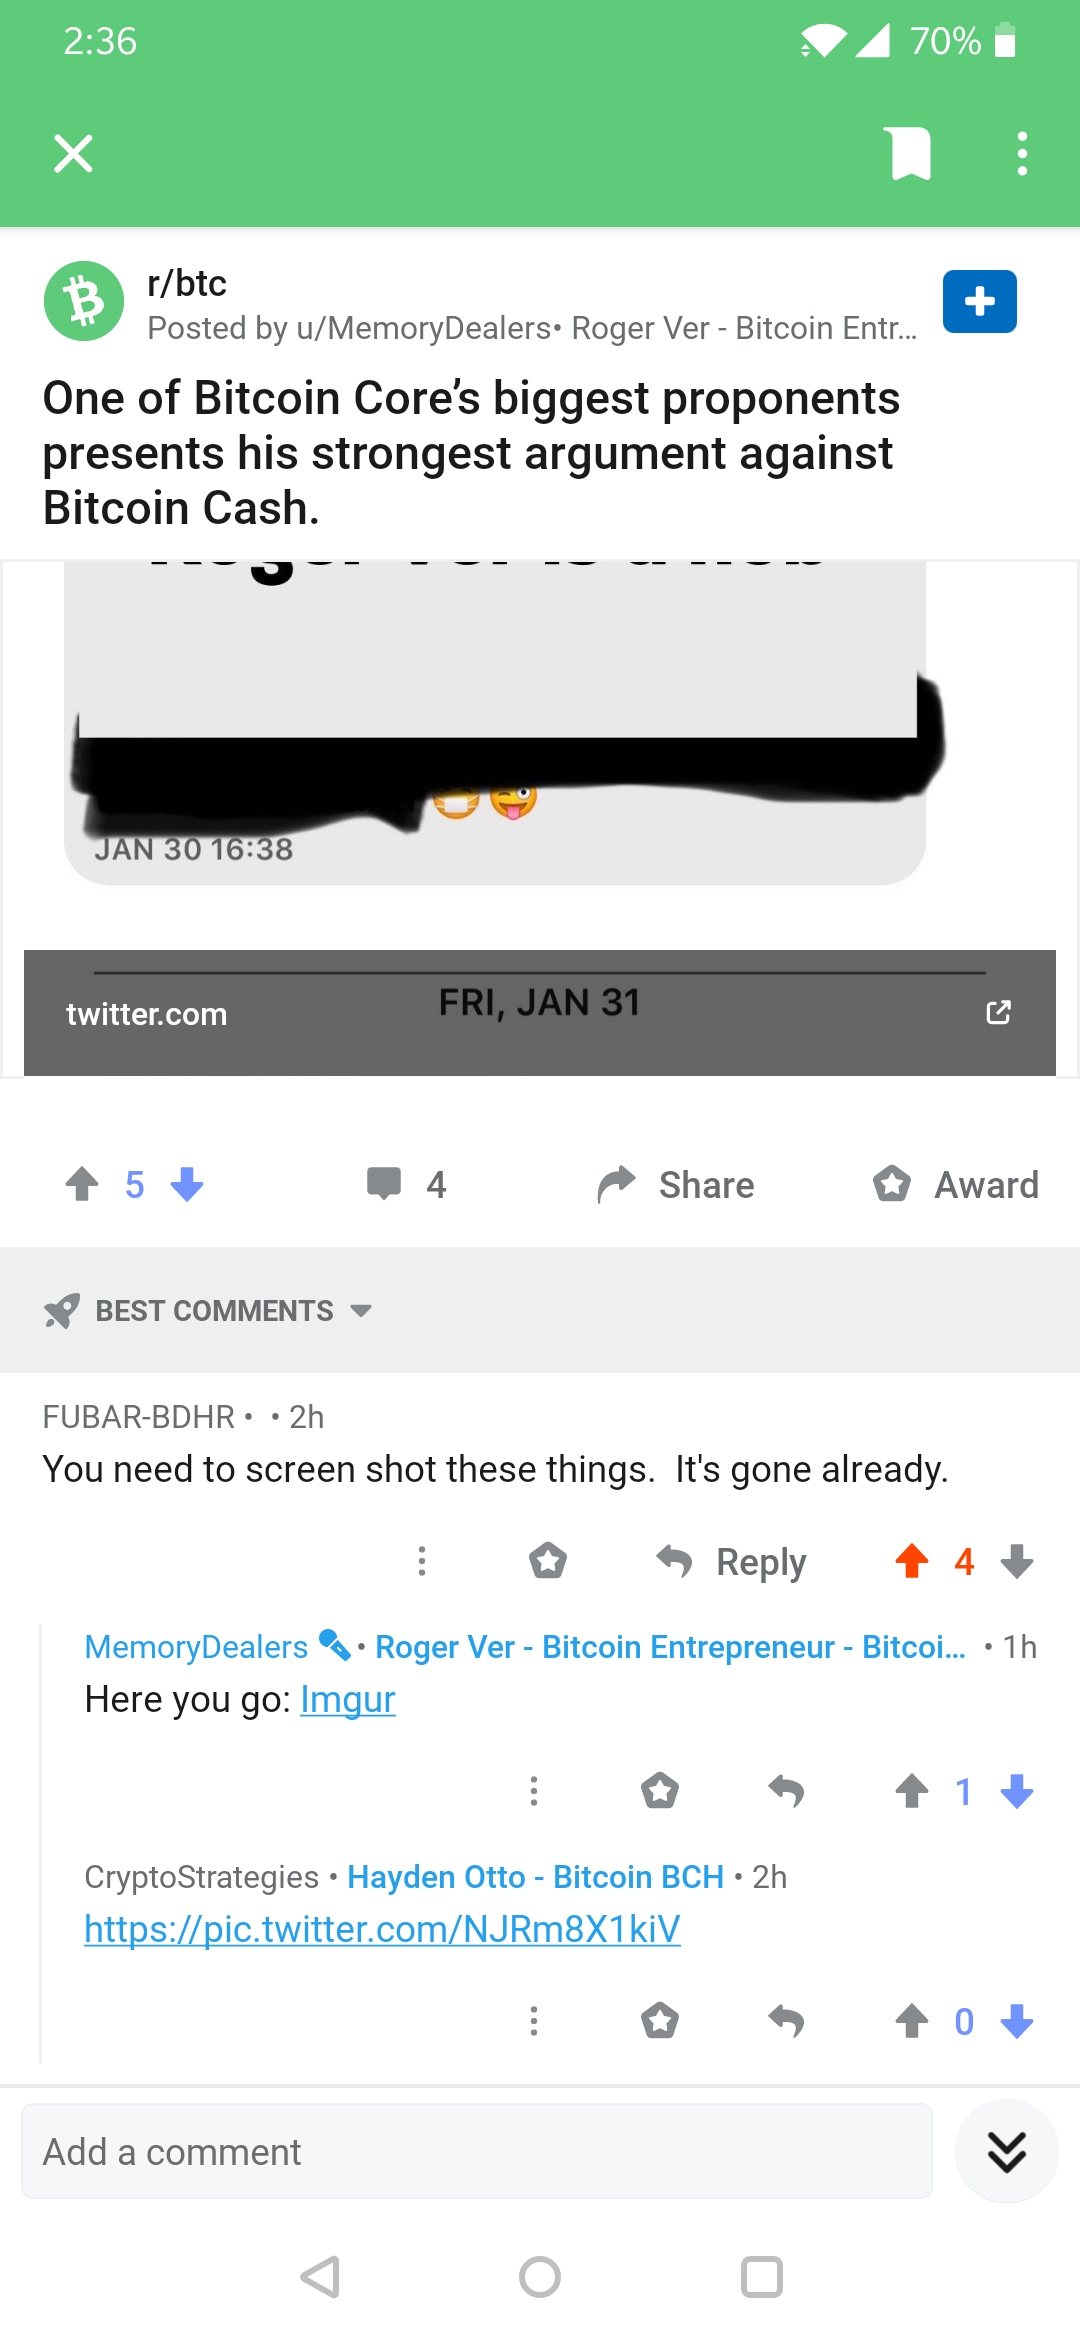 2:36
70%
r/btc
Posted by u/MemoryDealers• Roger Ver - Bitcoin Entr...
One of Bitcoin Core’s biggest proponents
presents his strongest argument against
Bitcoin Cash.
JAN 30 16:38
FRI, JAN 31
twitter.com
5
4
Share
Award
BEST COMMENTS
FUBAR-BDHR • • 2h
You need to screen shot these things.  It's gone already.
Reply
4
MemoryDealers • Roger Ver - Bitcoin Entrepreneur - Bitcoi... • 1h
Here you go: Imgur
1
CryptoStrategies • Hayden Otto - Bitcoin BCH • 2h
https://pic.twitter.com/NJRm8X1kiV
0
Add a comment